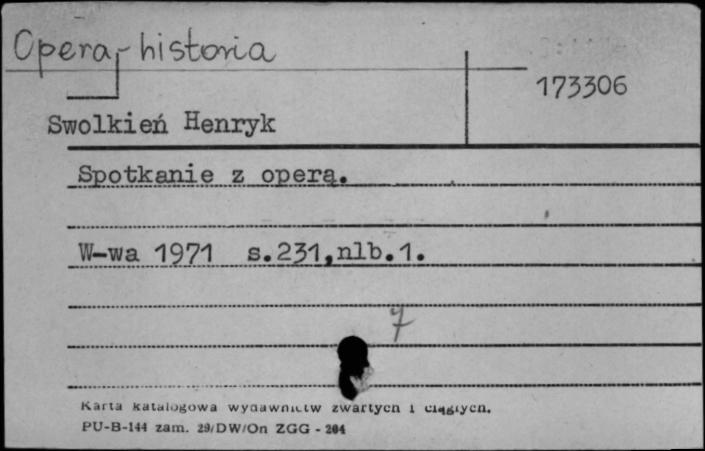 Opera - historia
173306
Swolkień Henryk
Spotkanie z operą.
W-wa 1971 s.231,nlb.1.
7
Karta katalogowa wydawnictw zwartych i ciągłych.
PU-B-144 zam. 29/DW/On ZGG - 204